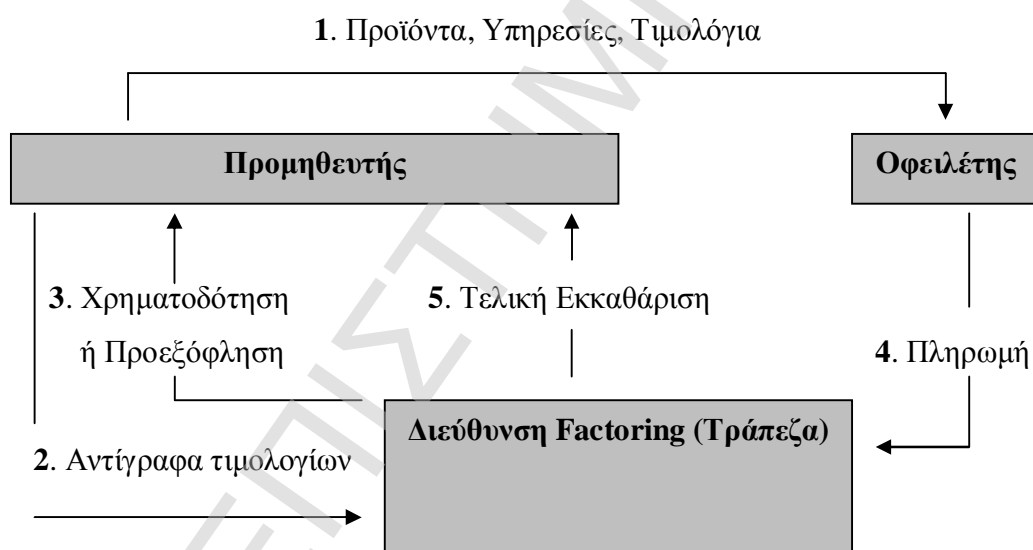 1. Προϊόντα, Υπηρεσίες, Τιμολόγια
Προμηθευτής
Οφειλέτης
3. Χρηματοδότηση
ή Προεξόφληση
5. Τελική Εκκαθάριση
4. Πληρωμή
Διεύθυνση Factoring (Τράπεζα)
2. Αντίγραφα τιμολογίων